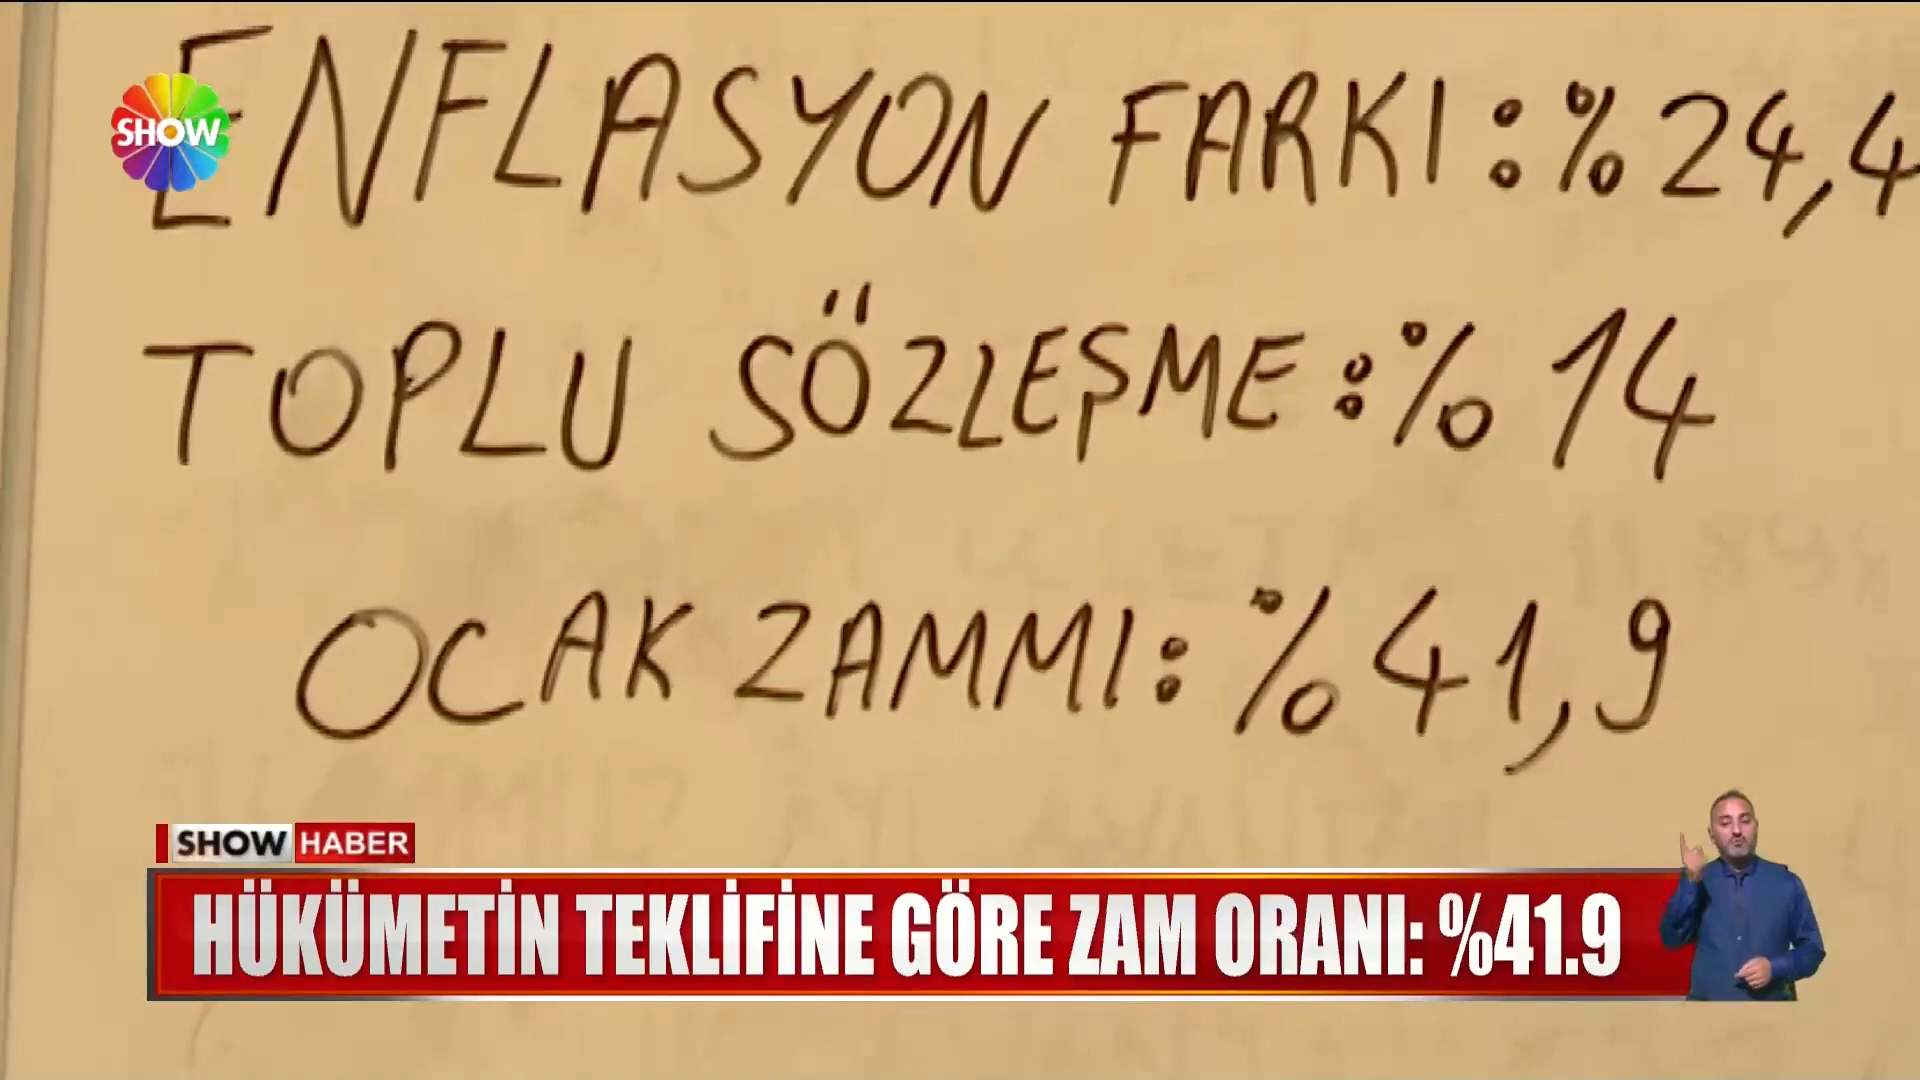 ENFLASYON FARKI:%24,4
SHOW
TOPLU SÖZLEŞME:%14
OCAK ZAMMI:%41,9
SHOW HABER
HÜKÜMETİN TEKLİFİNE GÖRE ZAM ORANI: %41.9